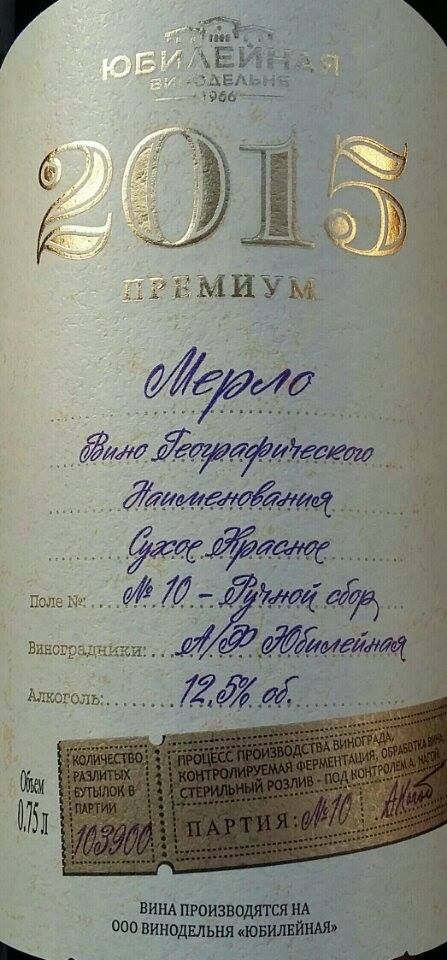 ЮБИЛЕЙНАЯ
ВИНОДЕЛЬНЯ
1966
2015
ПРЕМИУМ
Мерло
Вино Географического
Наименования
Сухое Красное
Поле №: № 10 - Ручной сбор
Виноградники: А/Ф Юбилейная
Алкоголь: 12,5% об.
Объем
0.75 л
КОЛИЧЕСТВО
РАЗЛИТЫХ
БУТЫЛОК В
ПАРТИИ
103900
ПРОЦЕСС ПРОИЗВОДСТВА ВИНОГРАДА,
КОНТРОЛИРУЕМАЯ ФЕРМЕНТАЦИЯ, ОБРАБОТКА ВИНА,
СТЕРИЛЬНЫЙ РОЗЛИВ - ПОД КОНТРОЛЕМ А.
ПАРТИЯ: №10
ВИНА ПРОИЗВОДЯТСЯ НА
ООО ВИНОДЕЛЬНЯ «ЮБИЛЕЙНАЯ»